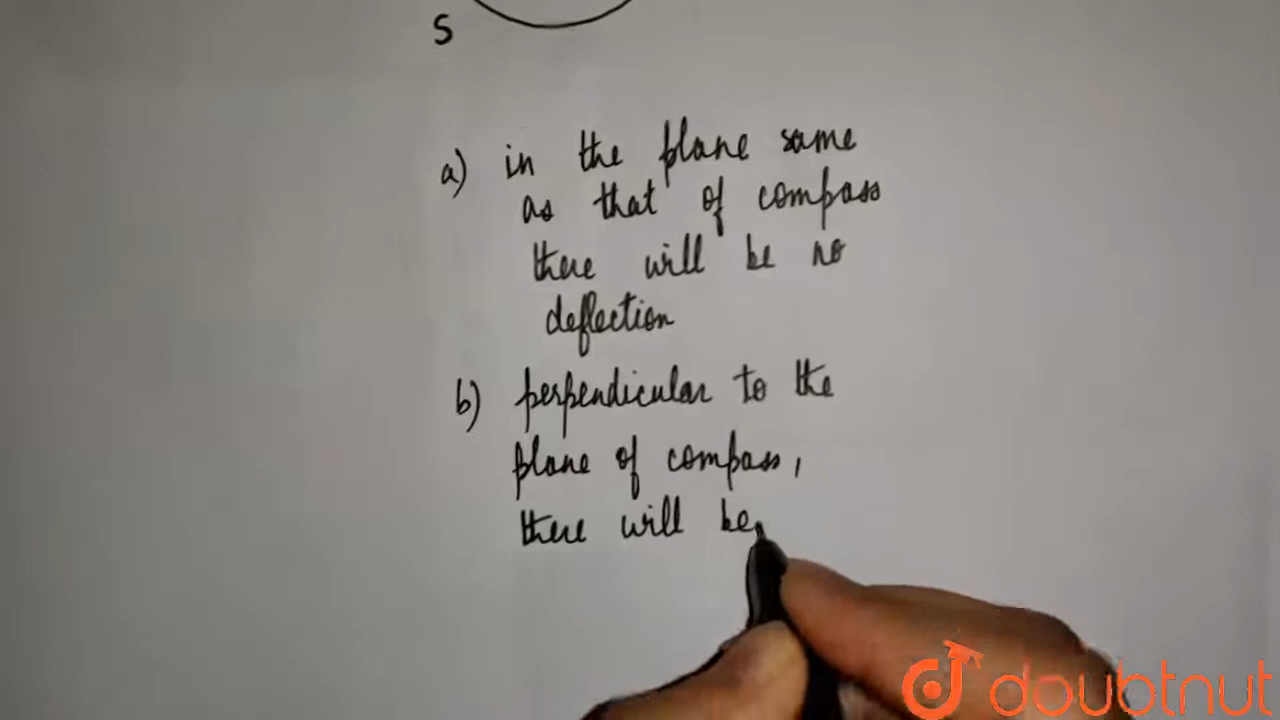 S
a) in the plane same
as that of compass
there will be no
deflection
b) perpendicular to the
plane of compass,
there will be
doubtnut